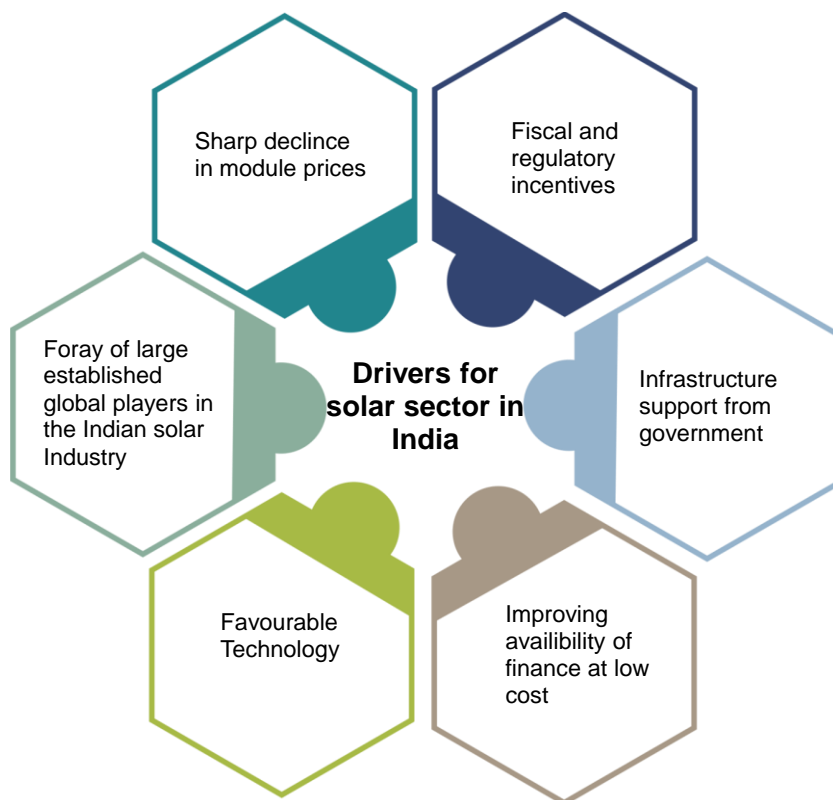 Sharp declince
in module prices
Fiscal and
regulatory
incentives
Foray of large
established
global players in
the Indian solar
Industry
Drivers for
solar sector in
India
Infrastructure
support from
government
Favourable
Technology
Improving
availibility of
finance at low
cost